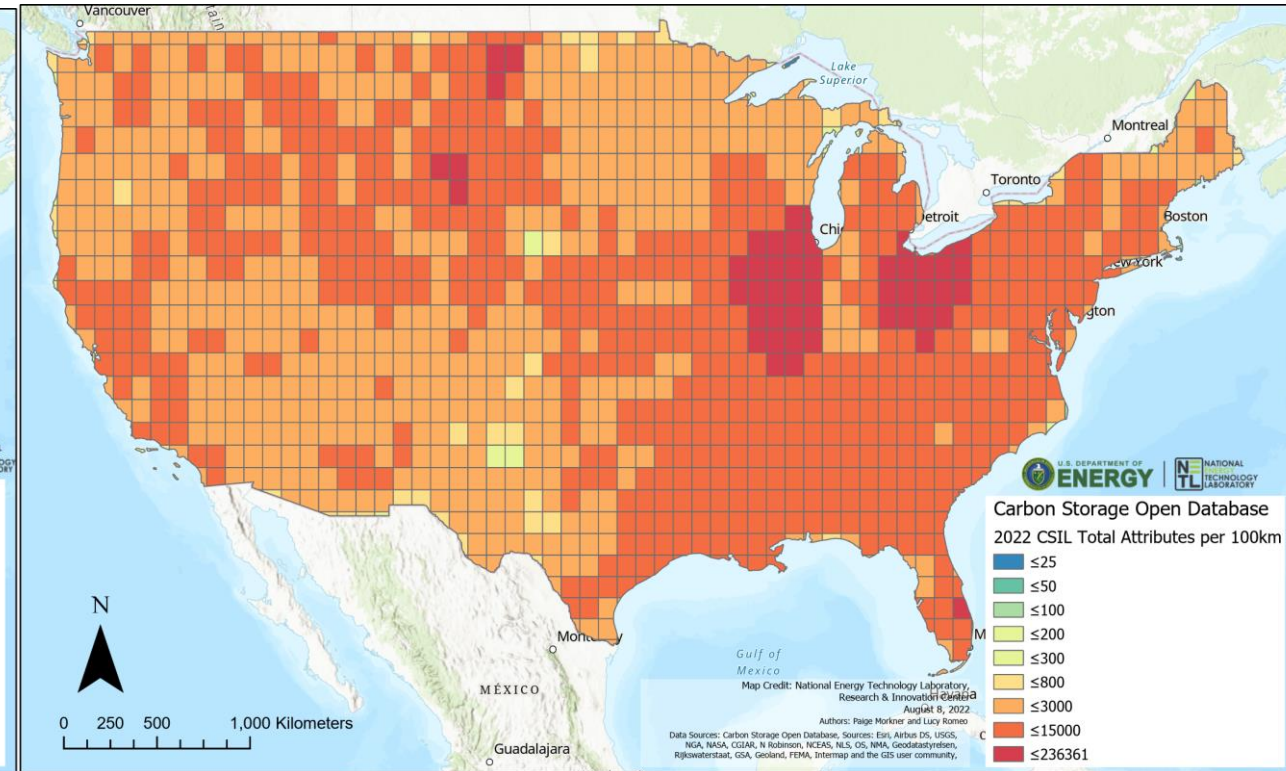 Vancouver
Lake
Superior
Montreal
Toronto
Detroit
Boston
Chi
New York
gton
Monterrey
Gulf of
Mexico
MÉXICO
Guadalajara
Havana
N
0 250 500 1,000 Kilometers
U.S. DEPARTMENT OF
ENERGY
NETL
NATIONAL
ENERGY
TECHNOLOGY
LABORATORY
Carbon Storage Open Database
2022 CSIL Total Attributes per 100km
≤25
≤50
≤100
≤200
≤300
≤800
≤3000
≤15000
≤236361
Map Credit: National Energy Technology Laboratory,
Research & Innovation Center
August 8, 2022
Authors: Paige Morkner and Lucy Romeo
Data Sources: Carbon Storage Open Database, Sources: Esri, Airbus DS, USGS,
NGA, NASA, CGIAR, N Robinson, NCEAS, NLS, OS, NMA, Geodatastyrelsen,
Rijkswaterstaat, GSA, Geoland, FEMA, Intermap and the GIS user community,